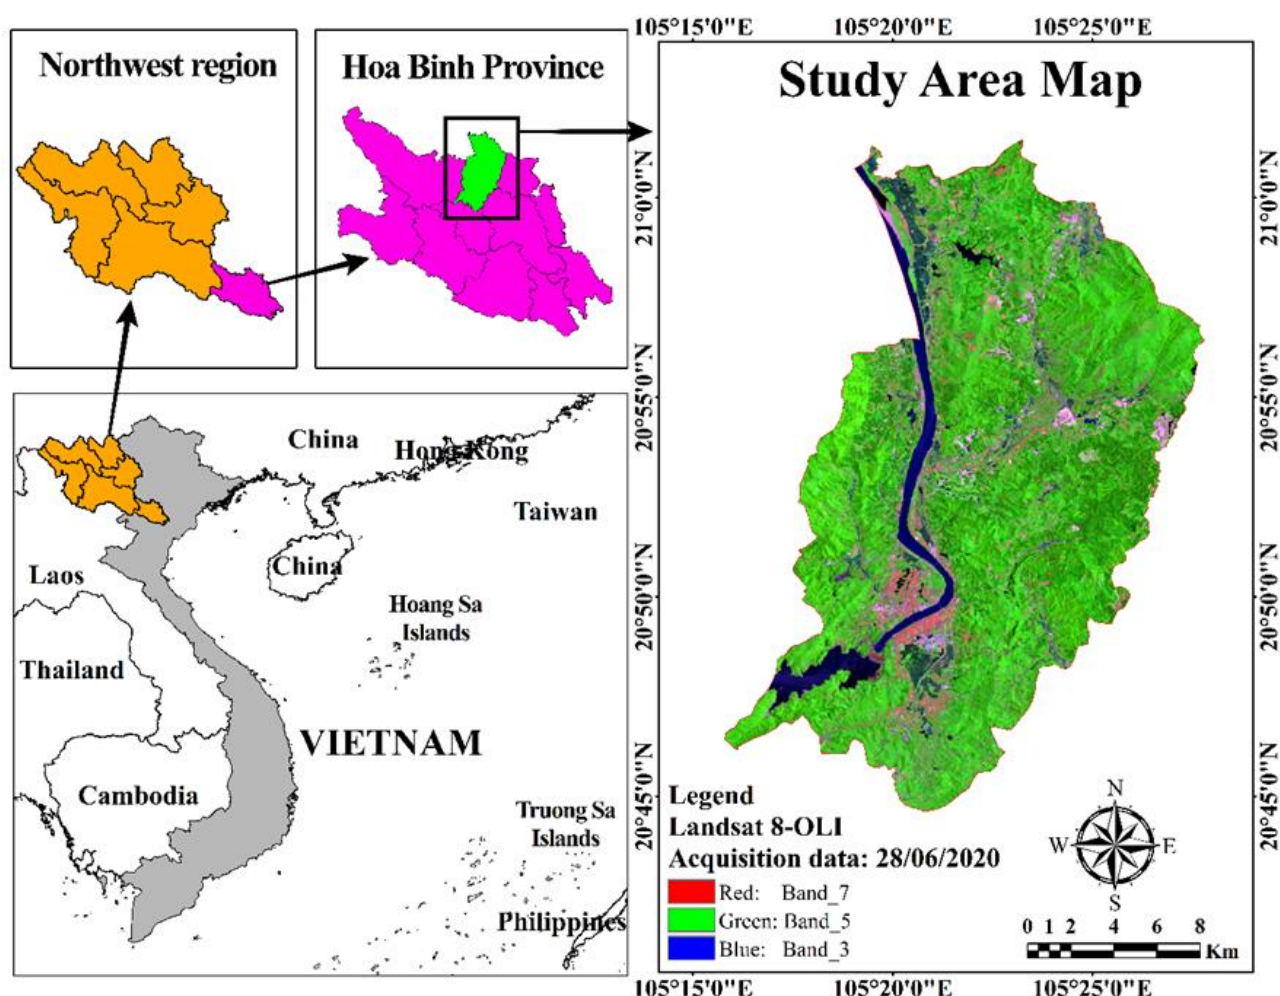 Northwest region
Hoa Binh Province
China
Hong Kong
Taiwan
China
Laos
Hoang Sa
Islands
Thailand
VIETNAM
Cambodia
Truong Sa
Islands
Philippines
105°15'0"E
105°20'0"E
105°25'0"E
Study Area Map
21°0'0"N
21°0'0"N
20°55'0"N
20°55'0"N
20°50'0"N
20°50'0"N
20°45'0"N
20°45'0"N
Legend
Landsat 8-OLI
Acquisition data: 28/06/2020
Red: Band_7
Green: Band_5
Blue: Band_3
N
W
E
S
0 1 2 4 6 8
Km
105°15'0"E
105°20'0"E
105°25'0"E